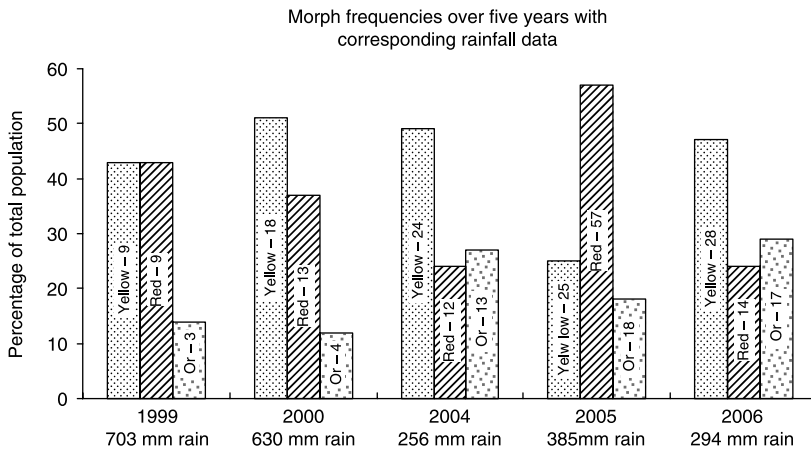 Morph frequencies over five years with
corresponding rainfall data
Percentage of total population
60
50
40
30
20
10
0
Yellow – 9
Red – 9
Or – 3
Yellow – 18
Red – 13
Or – 4
Yellow – 24
Red – 12
Or – 13
Yelw low – 25
Red – 57
Or – 18
Yellow – 28
Red – 14
Or – 17
1999 2000 2004 2005 2006
703 mm rain 630 mm rain 256 mm rain 385mm rain 294 mm rain